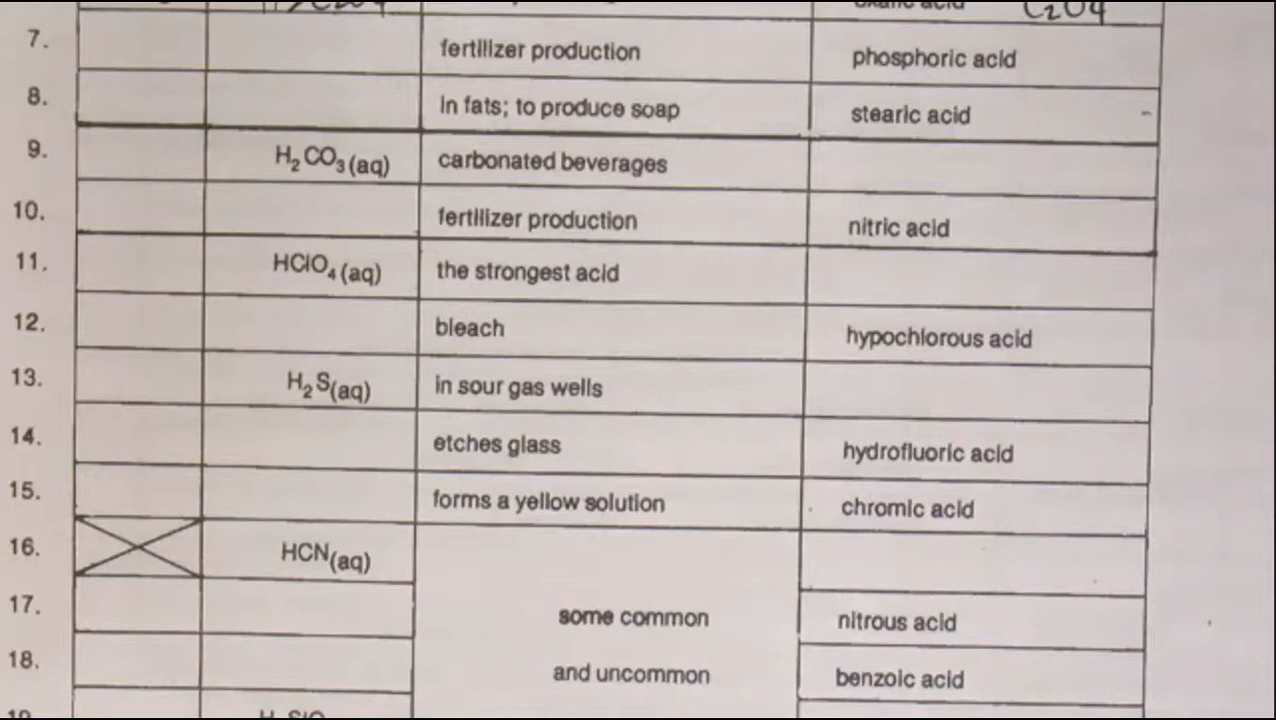 C₂O₄
7. fertilizer production phosphoric acid
8. In fats; to produce soap stearic acid
9. H₂CO₃(aq) carbonated beverages
10. fertilizer production nitric acid
11. HClO₄(aq) the strongest acid
12. bleach hypochlorous acid
13. H₂S(aq) in sour gas wells
14. etches glass hydrofluoric acid
15. forms a yellow solution chromic acid
16. HCN(aq)
17. some common nitrous acid
18. and uncommon benzoic acid